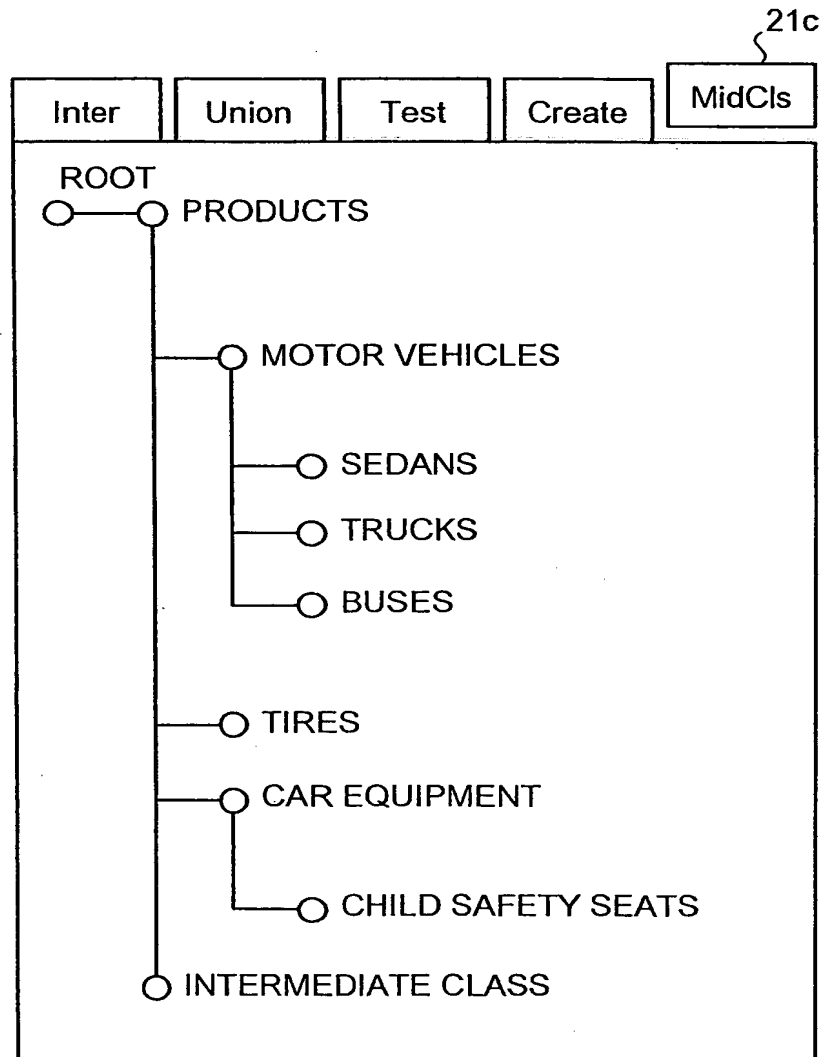 21c
Inter Union Test Create MidCls
ROOT
PRODUCTS
MOTOR VEHICLES
SEDANS
TRUCKS
BUSES
TIRES
CAR EQUIPMENT
CHILD SAFETY SEATS
INTERMEDIATE CLASS